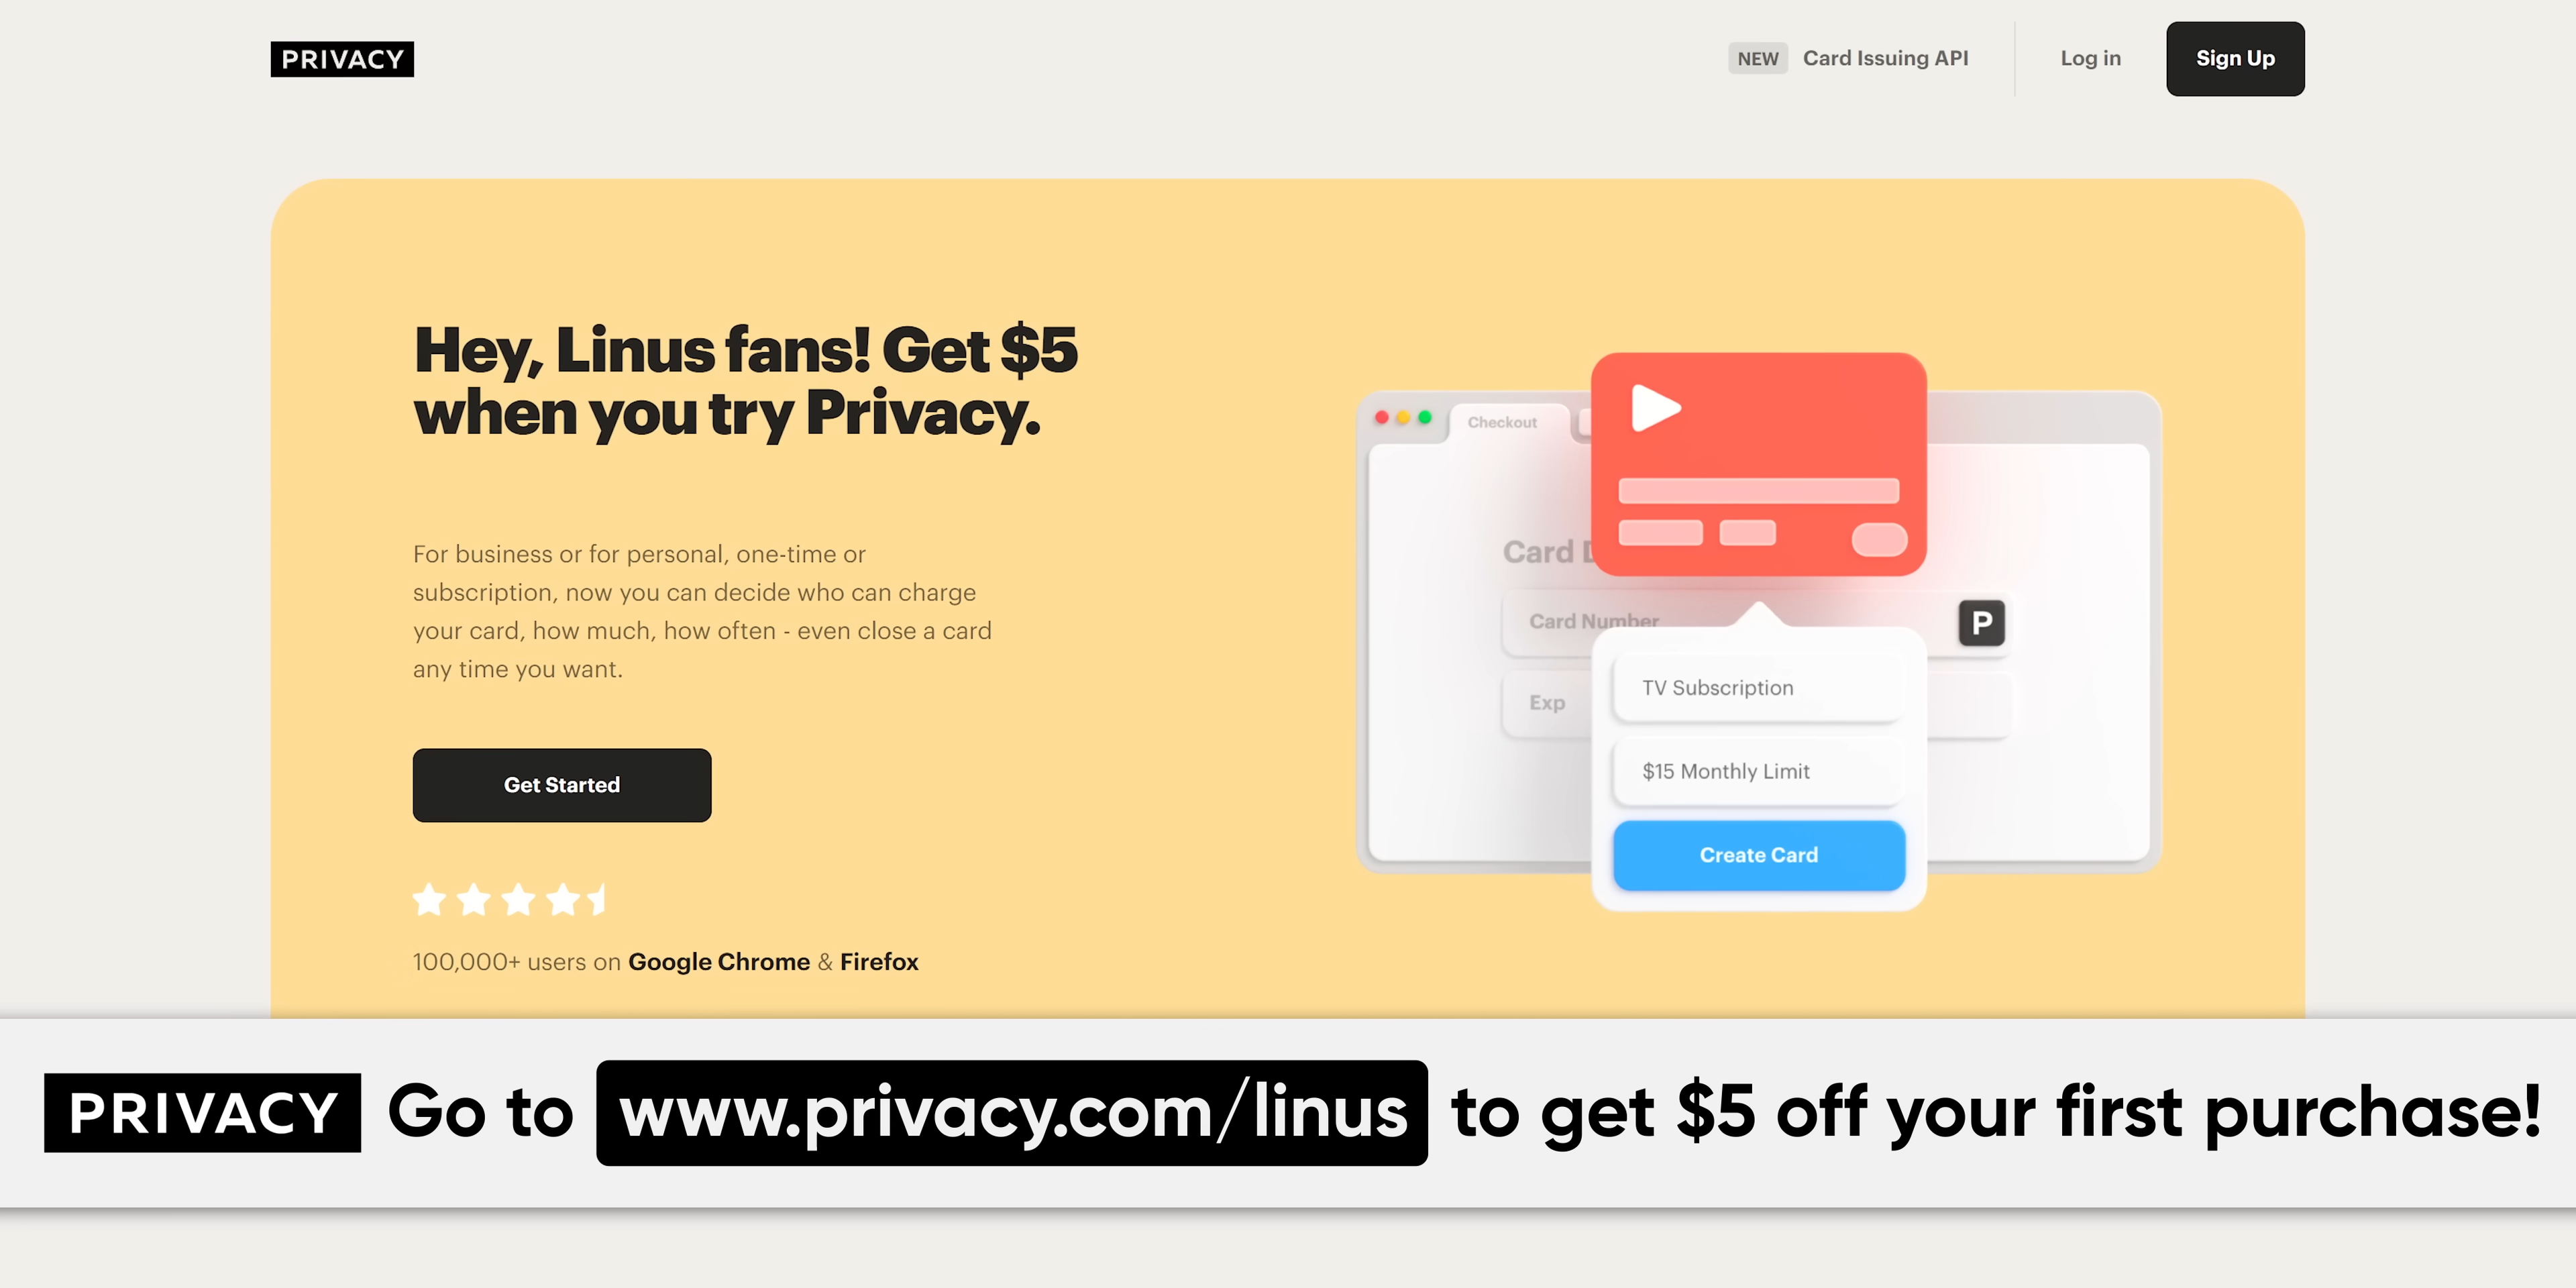 PRIVACY
NEW Card Issuing API Log in Sign Up
Hey, Linus fans! Get $5
when you try Privacy.
For business or for personal, one-time or
subscription, now you can decide who can charge
your card, how much, how often - even close a card
any time you want.
Get Started
100,000+ users on Google Chrome & Firefox
Checkout
Card
Card Number
P
Exp
TV Subscription
$15 Monthly Limit
Create Card
PRIVACY Go to www.privacy.com/linus to get $5 off your first purchase!